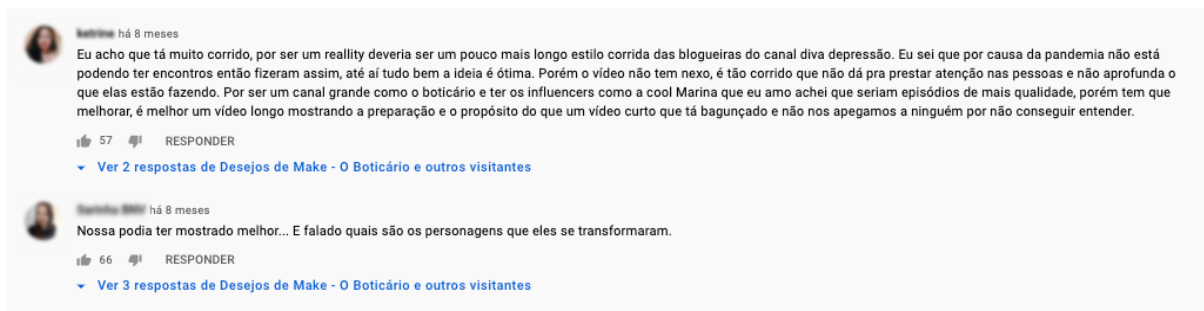 há 8 meses
Eu acho que tá muito corrido, por ser um reallity deveria ser um pouco mais longo estilo corrida das blogueiras do canal diva depressão. Eu sei que por causa da pandemia não está
podendo ter encontros então fizeram assim, até aí tudo bem a ideia é ótima. Porém o vídeo não tem nexo, é tão corrido que não dá pra prestar atenção nas pessoas e não aprofunda o
que elas estão fazendo. Por ser um canal grande como o boticário e ter os influencers como a cool Marina que eu amo achei que seriam episódios de mais qualidade, porém tem que
melhorar, é melhor um vídeo longo mostrando a preparação e o propósito do que um vídeo curto que tá bagunçado e não nos apegamos a ninguém por não conseguir entender.
57 RESPONDER
Ver 2 respostas de Desejos de Make - O Boticário e outros visitantes
há 8 meses
Nossa podia ter mostrado melhor... E falado quais são os personagens que eles se transformaram.
66 RESPONDER
Ver 3 respostas de Desejos de Make - O Boticário e outros visitantes